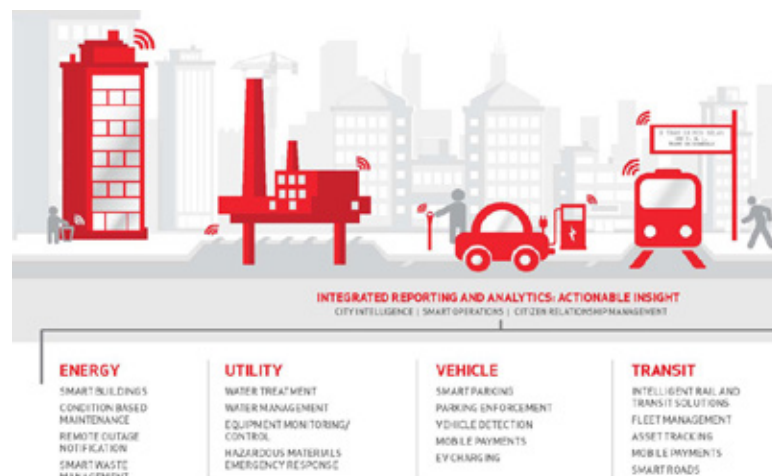 INTEGRATED REPORTING AND ANALYTICS: ACTIONABLE INSIGHT
CITY INTELLIGENCE | SMART OPERATIONS | CITIZEN RELATIONSHIP MANAGEMENT
ENERGY
SMART BUILDINGS
CONDITION BASED
MAINTENANCE
REMOTE OUTAGE
NOTIFICATION
SMART WASTE
MANAGEMENT
UTILITY
WATER TREATMENT
WATER MANAGEMENT
EQUIPMENT MONITORING/
CONTROL
HAZARDOUS MATERIALS
EMERGENCY RESPONSE
VEHICLE
SMART PARKING
PARKING ENFORCEMENT
VEHICLE DETECTION
MOBILE PAYMENTS
EV CHARGING
TRANSIT
INTELLIGENT RAIL AND
TRANSIT SOLUTIONS
FLEET MANAGEMENT
ASSET TRACKING
MOBILE PAYMENTS
SMART ROADS